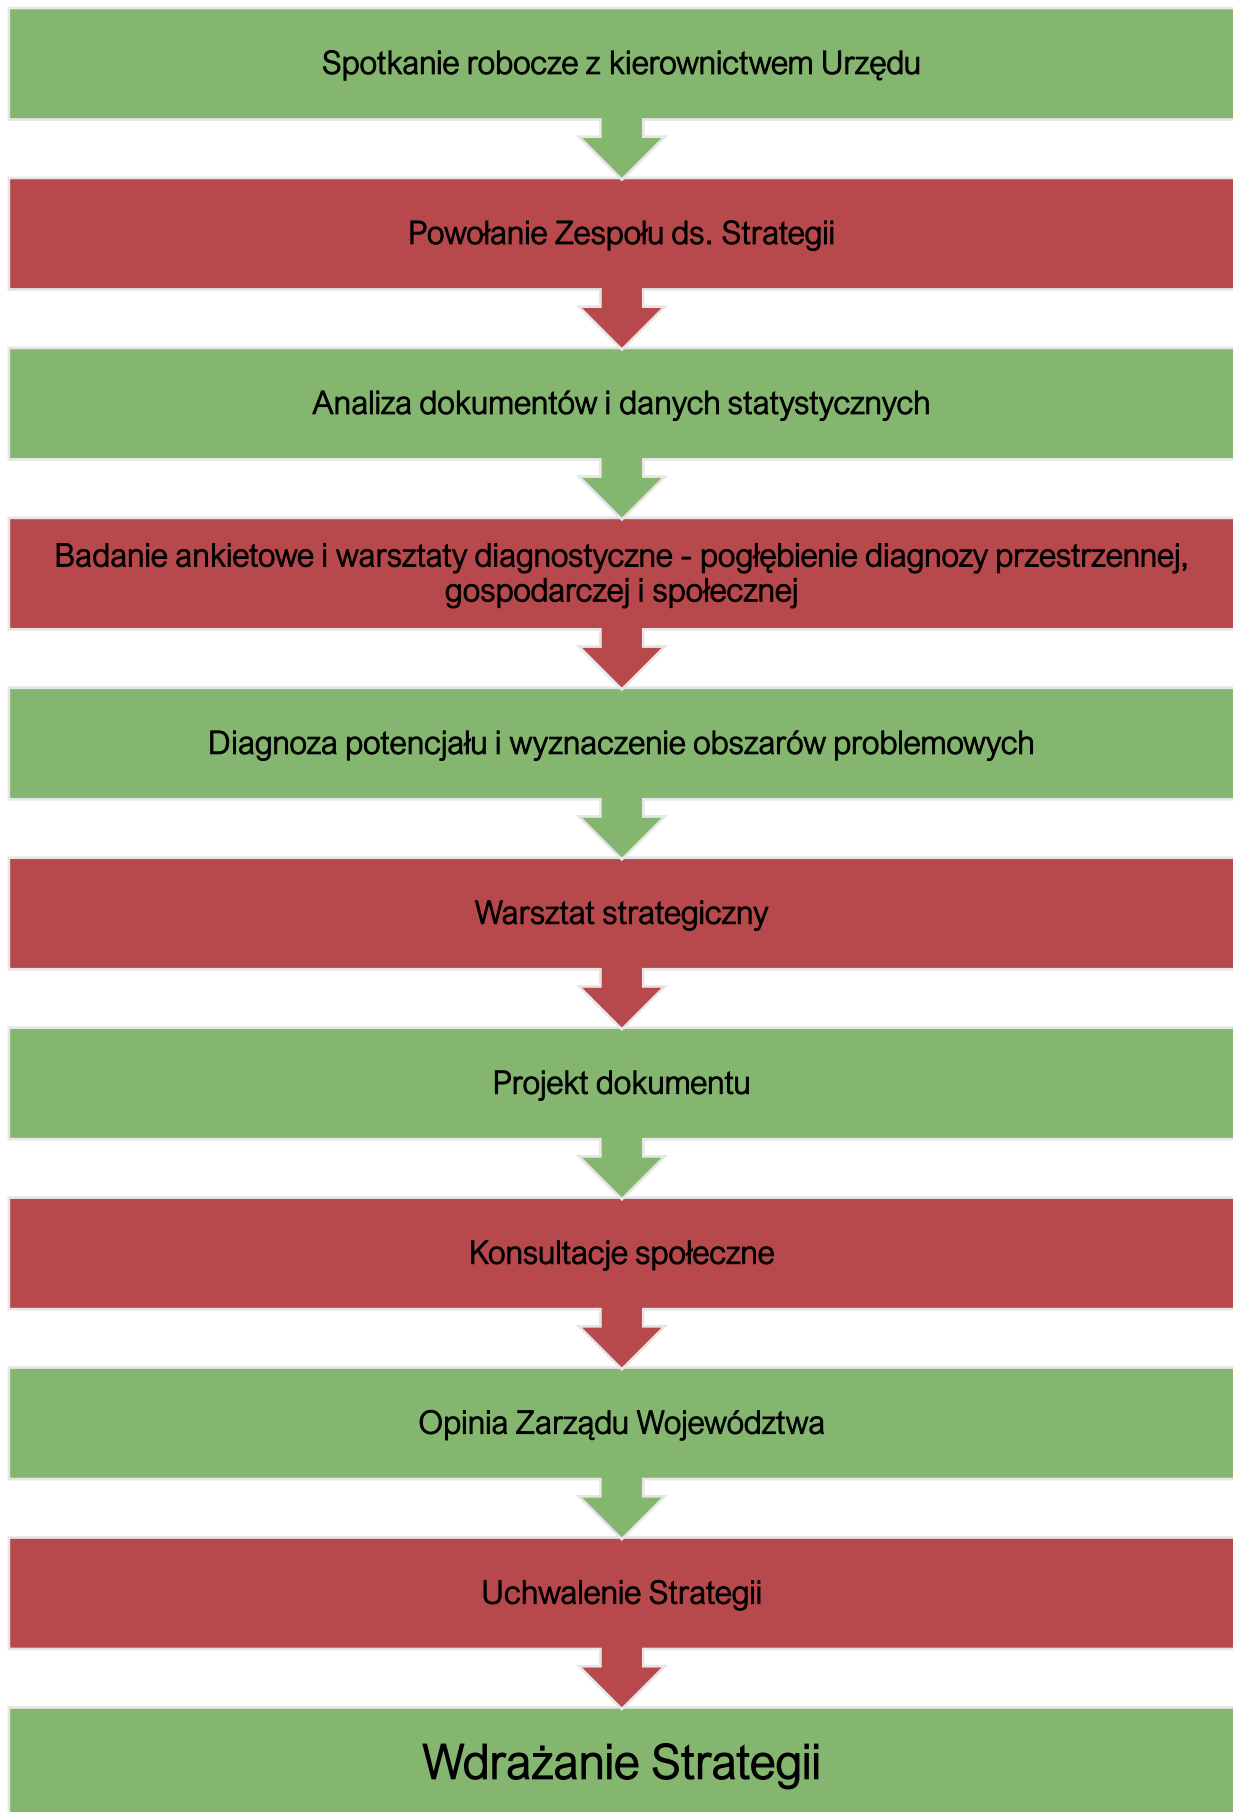 Spotkanie robocze z kierownictwem Urzędu
Powołanie Zespołu ds. Strategii
Analiza dokumentów i danych statystycznych
Badanie ankietowe i warsztaty diagnostyczne - pogłębienie diagnozy przestrzennej,
gospodarczej i społecznej
Diagnoza potencjału i wyznaczenie obszarów problemowych
Warsztat strategiczny
Projekt dokumentu
Konsultacje społeczne
Opinia Zarządu Województwa
Uchwalenie Strategii
Wdrażanie Strategii